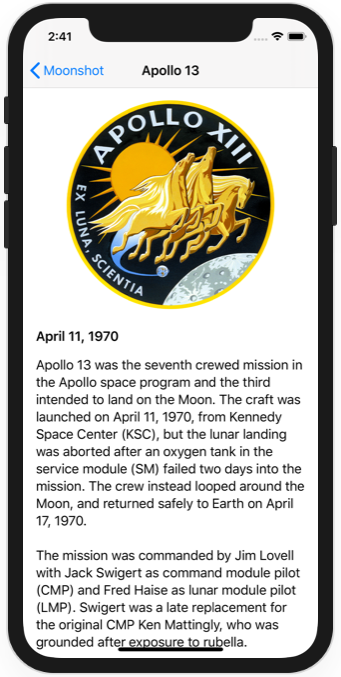 2:41
Moonshot
Apollo 13
APOLLO XIII
EX LUNA, SCIENTIA
April 11, 1970
Apollo 13 was the seventh crewed mission in
the Apollo space program and the third
intended to land on the Moon. The craft was
launched on April 11, 1970, from Kennedy
Space Center (KSC), but the lunar landing
was aborted after an oxygen tank in the
service module (SM) failed two days into the
mission. The crew instead looped around the
Moon, and returned safely to Earth on April
17, 1970.
The mission was commanded by Jim Lovell
with Jack Swigert as command module pilot
(CMP) and Fred Haise as lunar module pilot
(LMP). Swigert was a late replacement for
the original CMP Ken Mattingly, who was
grounded after exposure to rubella.